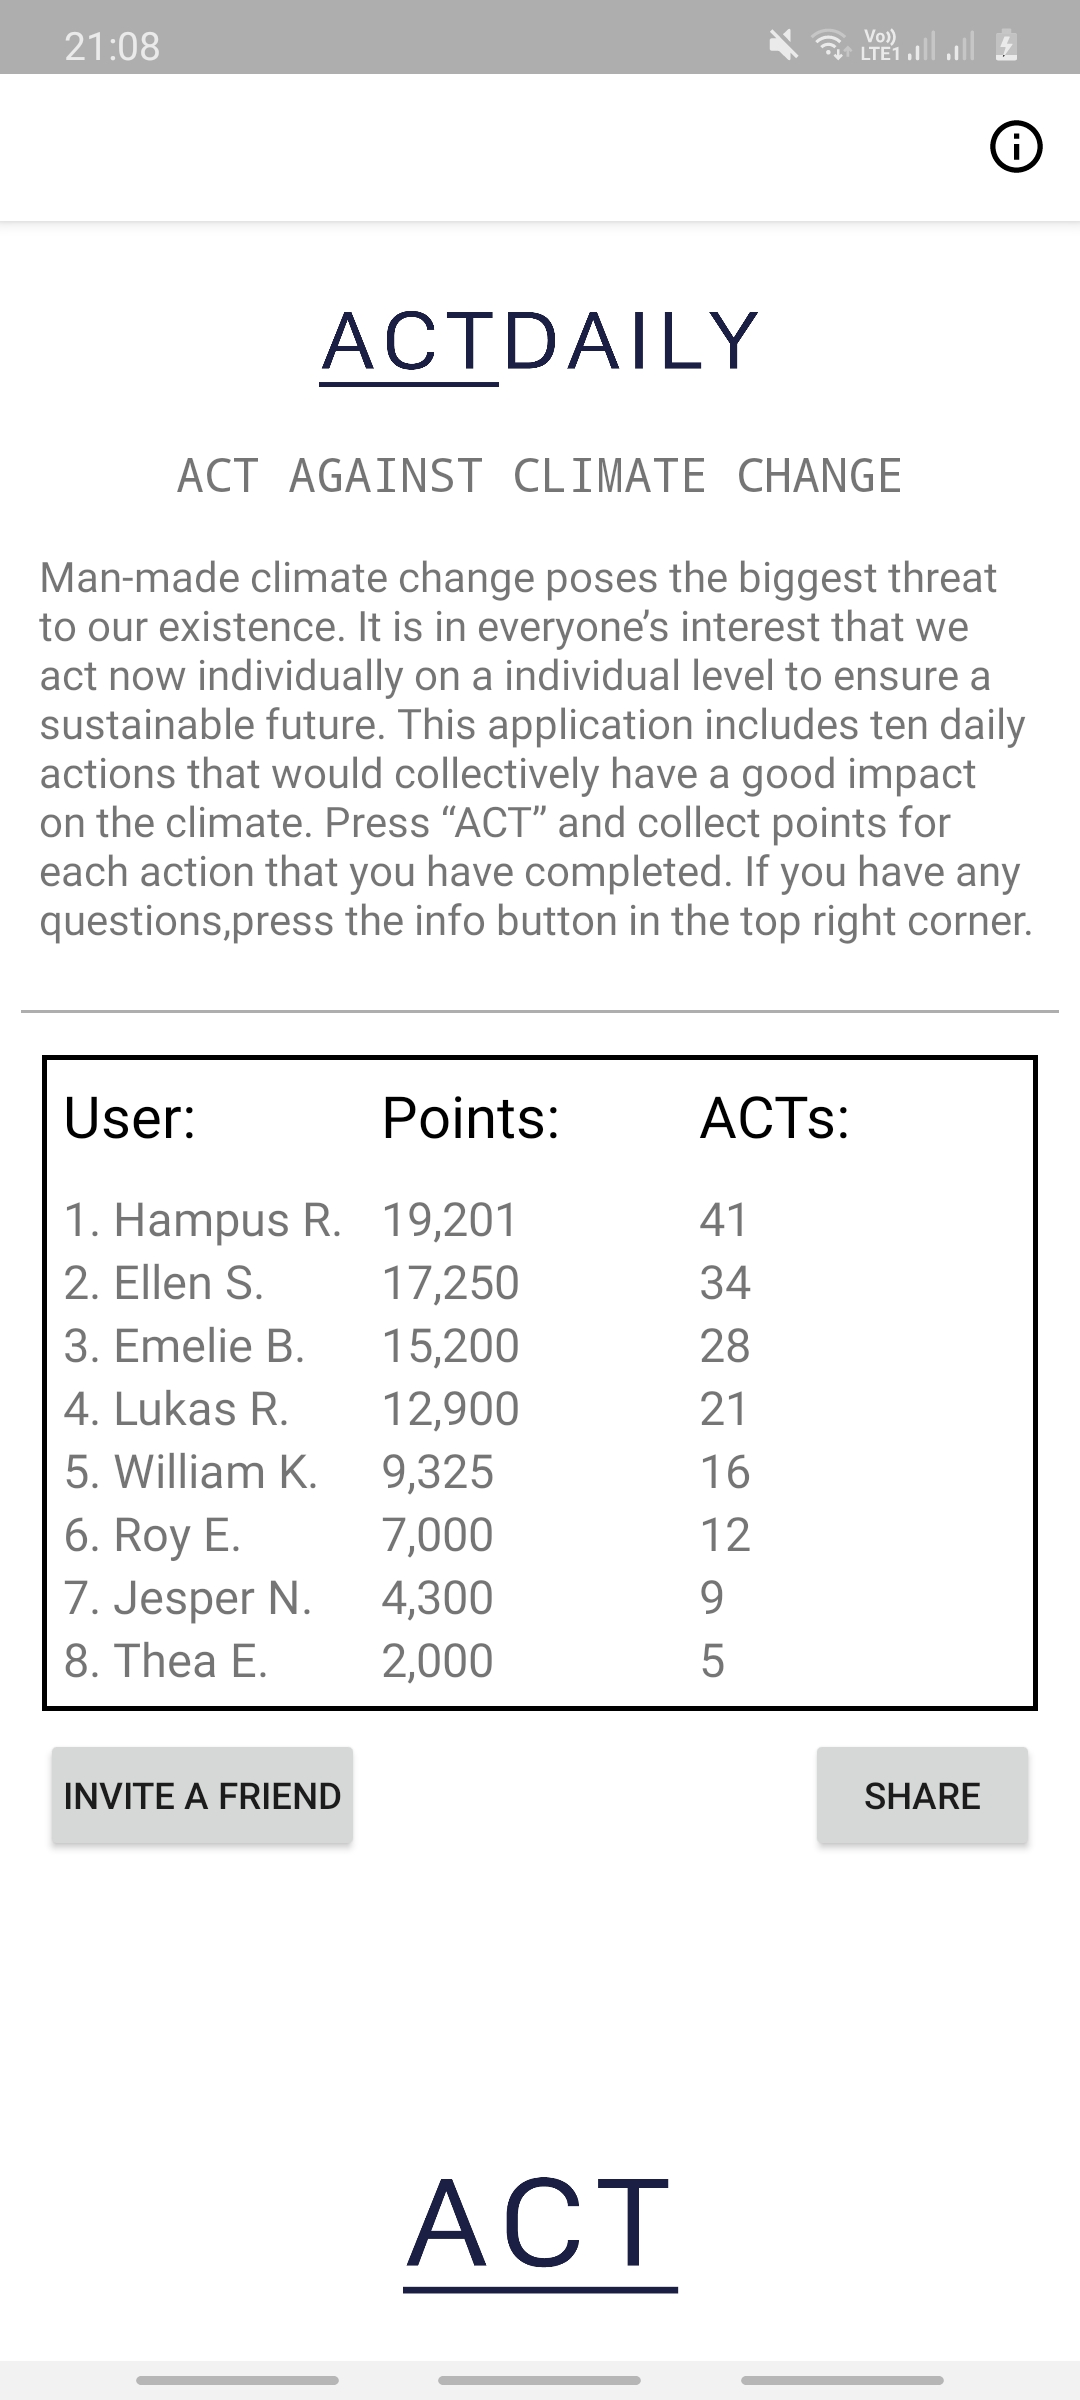 21:08
Vo))
LTE1
ACTDAILY
ACT AGAINST CLIMATE CHANGE
Man-made climate change poses the biggest threat
to our existence. It is in everyone’s interest that we
act now individually on a individual level to ensure a
sustainable future. This application includes ten daily
actions that would collectively have a good impact
on the climate. Press “ACT” and collect points for
each action that you have completed. If you have any
questions,press the info button in the top right corner.
User: Points: ACTs:
1. Hampus R. 19,201 41
2. Ellen S. 17,250 34
3. Emelie B. 15,200 28
4. Lukas R. 12,900 21
5. William K. 9,325 16
6. Roy E. 7,000 12
7. Jesper N. 4,300 9
8. Thea E. 2,000 5
INVITE A FRIEND SHARE
ACT